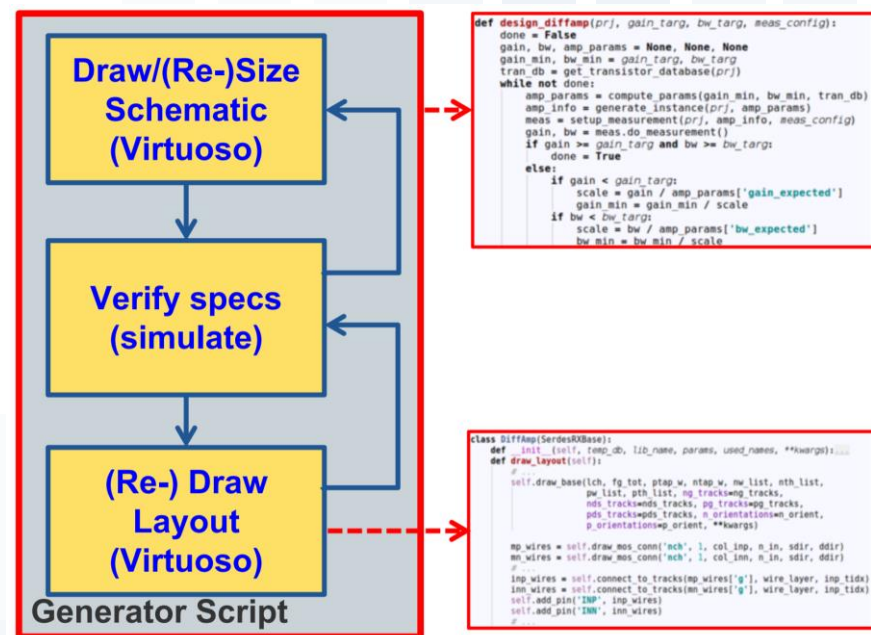 Draw/(Re-)Size
Schematic
(Virtuoso)
Verify specs
(simulate)
(Re-) Draw
Layout
(Virtuoso)
Generator Script
def design_diffamp(prj, gain_targ, bw_targ, meas_config):
done = False
gain, bw, amp_params = None, None, None
gain_min, bw_min = gain_targ, bw_targ
tran_db = get_transistor_database(prj)
while not done:
amp_params = compute_params(gain_min, bw_min, tran_db)
amp_info = generate_instance(prj, amp_params)
meas = setup_measurement(prj, amp_info, meas_config)
gain, bw = meas.do_measurement()
if gain >= gain_targ and bw >= bw_targ:
done = True
else:
if gain < gain_targ:
scale = gain / amp_params['gain_expected']
gain_min = gain_min / scale
if bw < bw_targ:
scale = bw / amp_params['bw_expected']
bw_min = bw_min / scale
class DiffAmp(SerdesRXBase):
def __init__(self, temp_db, lib_name, params, used_names, **kwargs):...
def draw_layout(self):
# ...
self.draw_base(lch, fg_tot, ptap_w, ntap_w, nw_list, nth_list,
pw_list, pth_list, ng_tracks=ng_tracks,
nds_tracks=nds_tracks, pg_tracks=pg_tracks,
pds_tracks=pds_tracks, n_orientations=n_orient,
p_orientations=p_orient, **kwargs)
mp_wires = self.draw_mos_conn('nch', 1, col_inp, n_in, sdir, ddir)
mn_wires = self.draw_mos_conn('nch', 1, col_inn, n_in, sdir, ddir)
# ...
inp_wires = self.connect_to_tracks(mp_wires['g'], wire_layer, inp_tidx)
inn_wires = self.connect_to_tracks(mn_wires['g'], wire_layer, inn_tidx)
self.add_pin('INP', inp_wires)
self.add_pin('INN', inn_wires)
# ...